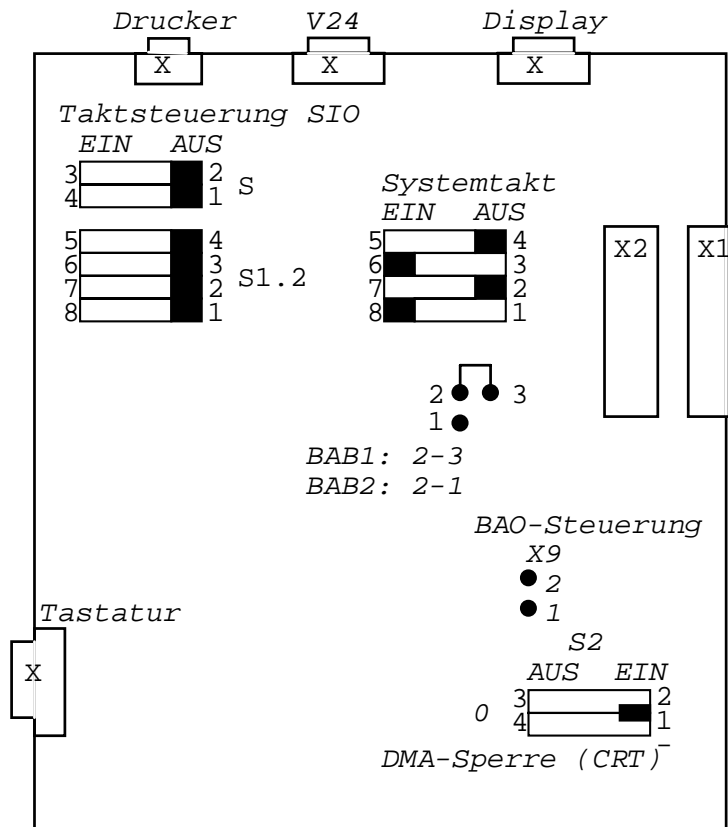 Drucker V24 Display
X X X
Taktsteuerung SIO
EIN AUS
3 2
4 1
S
5 4
6 3
7 2
8 1
S1.2
Systemtakt
EIN AUS
5 4
6 3
7 2
8 1
X2 X1
2 3
1
BAB1: 2-3
BAB2: 2-1
BAO-Steuerung
X9
2
1
Tastatur
X
S2
AUS EIN
3 2
4 1
0 -
DMA-Sperre (CRT)